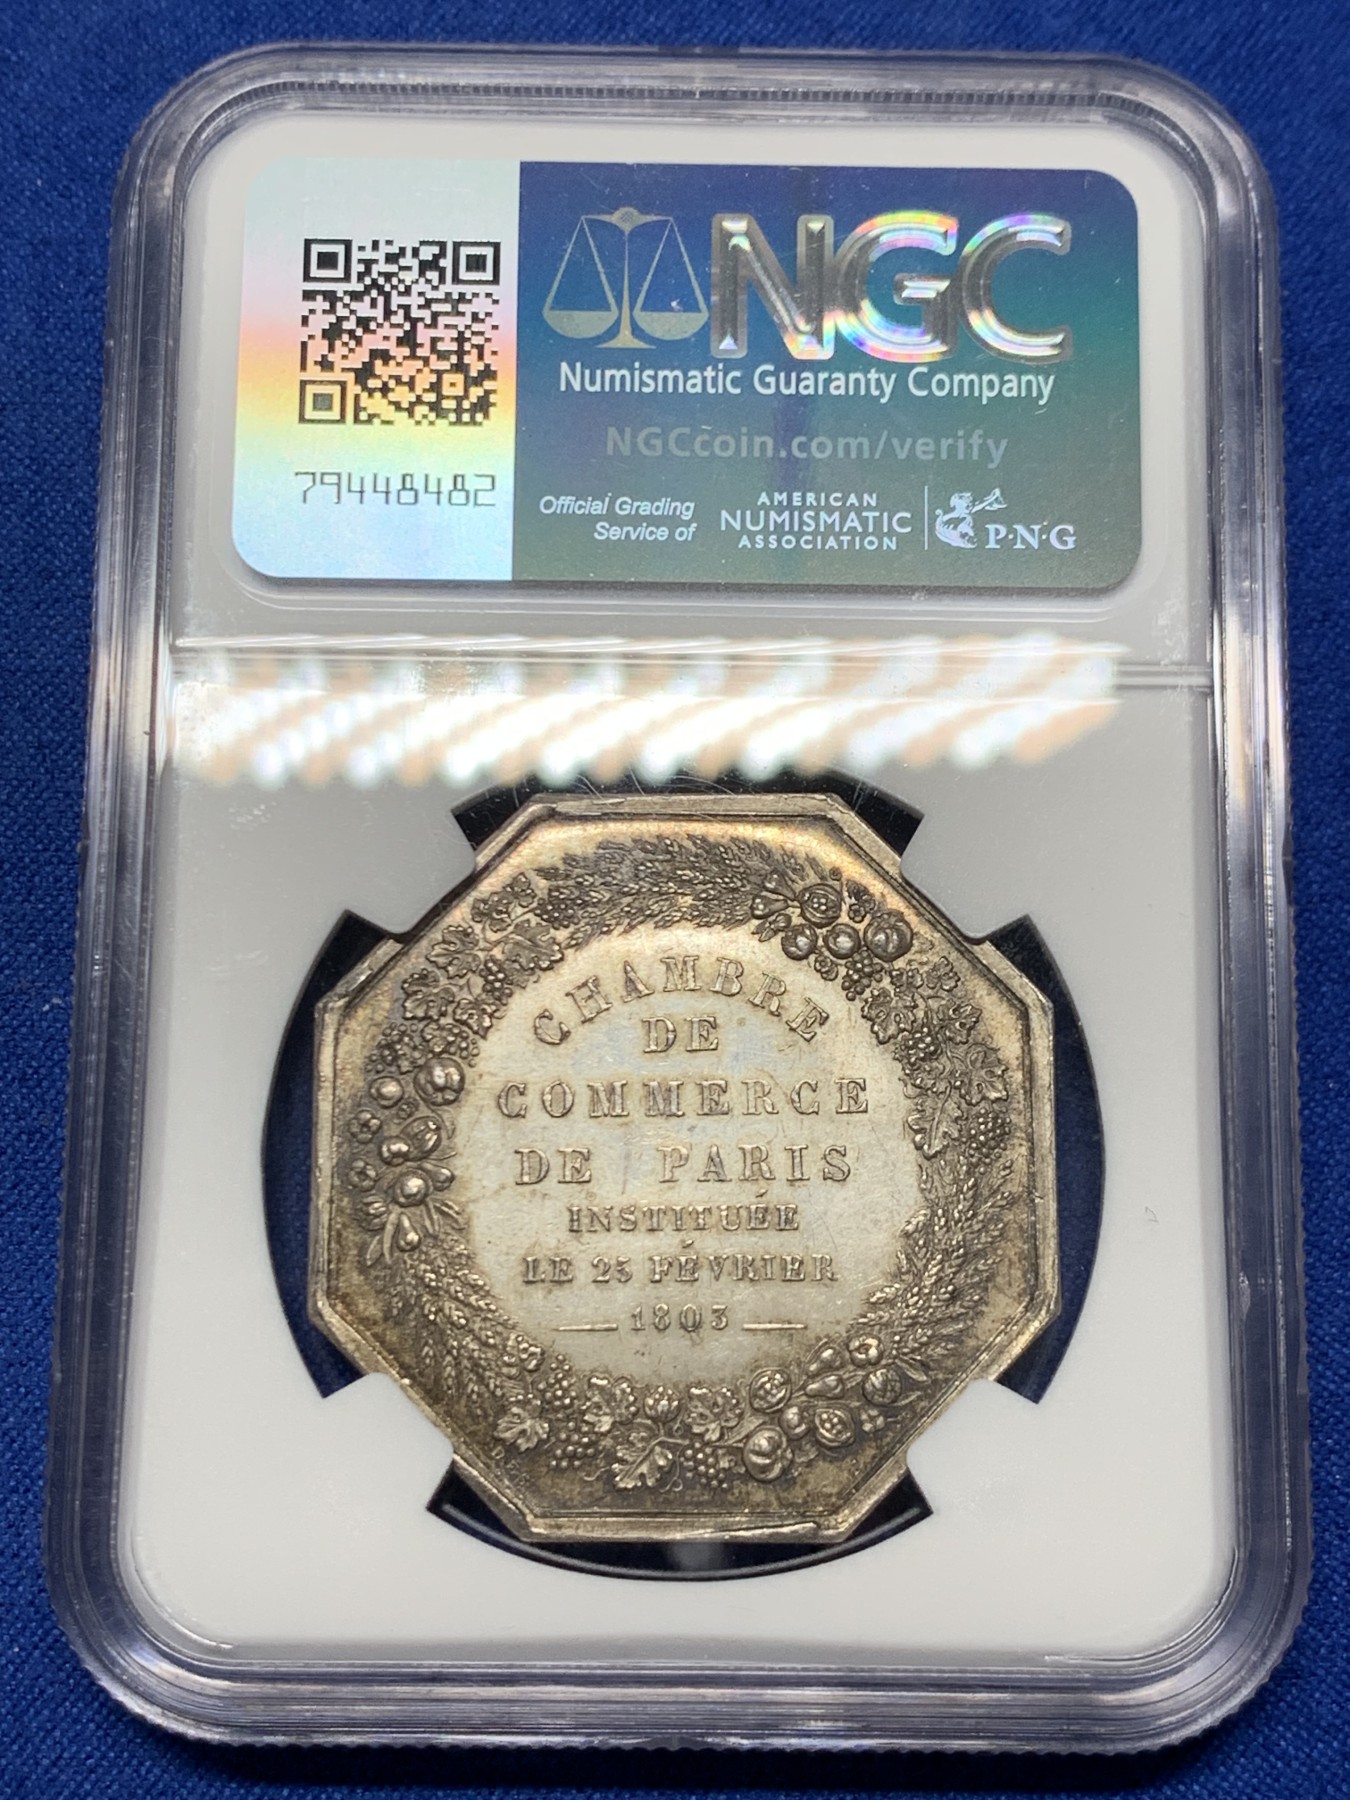 NGC
Numismatic Guaranty Company
NGCcoin.com/verify
79448482
Official Grading
Service of
AMERICAN
NUMISMATIC
ASSOCIATION
P·N·G
CHAMBRE
DE
COMMERCE
DE PARIS
INSTITUÉE
LE 25 FÉVRIER
1803